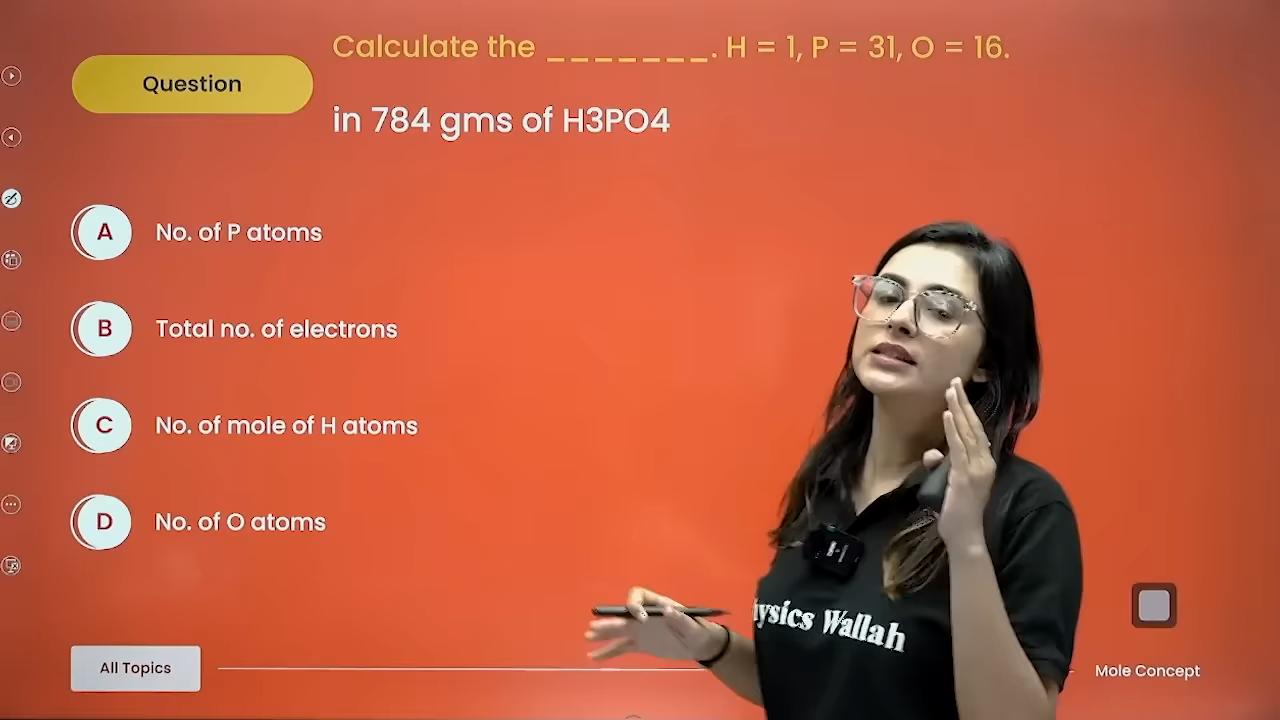 Calculate the _ _ _ _ _ _ _. H = 1, P = 31, O = 16.
Question
in 784 gms of H3PO4
A No. of P atoms
B Total no. of electrons
C No. of mole of H atoms
D No. of O atoms
ysics Wallah
All Topics
Mole Concept